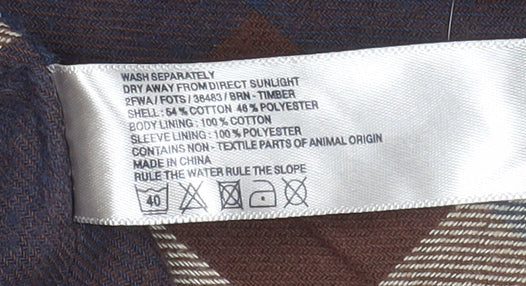 WASH SEPARATELY
DRY AWAY FROM DIRECT SUNLIGHT
2FWA / FOTS / 36483 / BRN - TIMBER
SHELL : 54 % COTTON 46 % POLYESTER
BODY LINING : 100 % COTTON
SLEEVE LINING : 100 % POLYESTER
CONTAINS NON - TEXTILE PARTS OF ANIMAL ORIGIN
MADE IN CHINA
RULE THE WATER RULE THE SLOPE
40